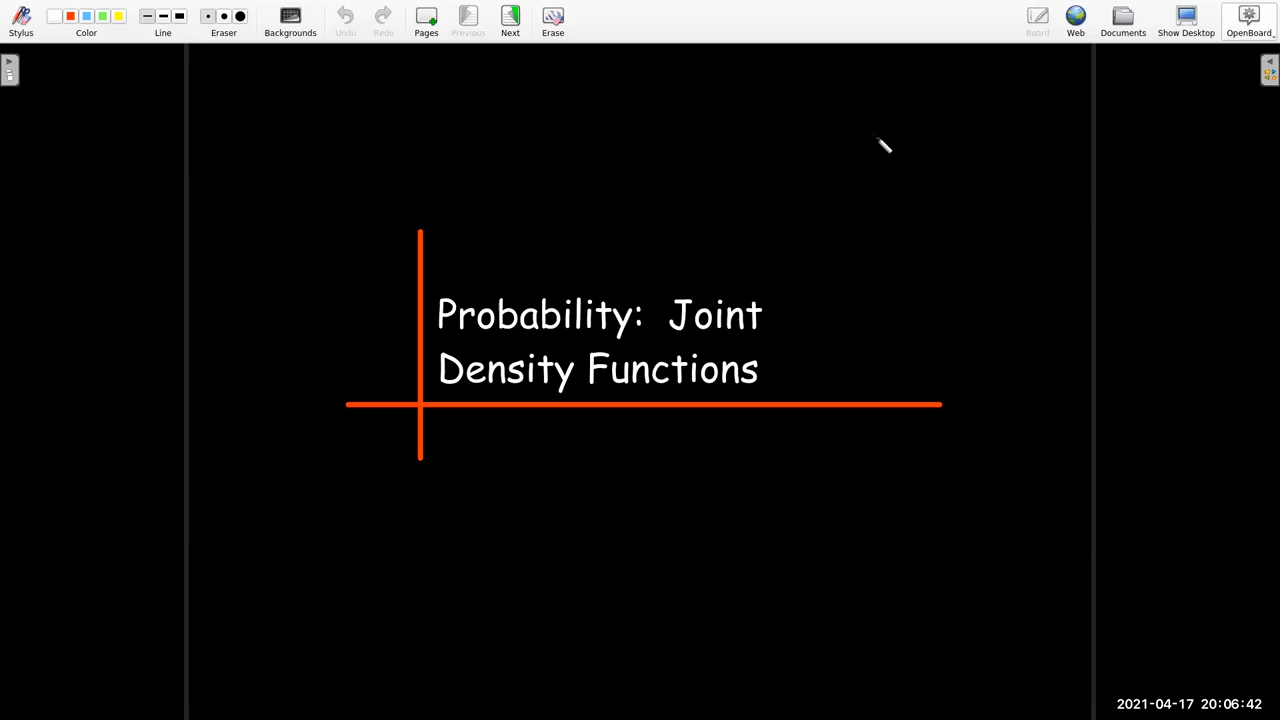 Stylus
Color
Line
Eraser
Backgrounds
Undo
Redo
Pages
Previous
Next
Erase
Board
Web
Documents
Show Desktop
OpenBoard
Probability: Joint
Density Functions
2021-04-17 20:06:42